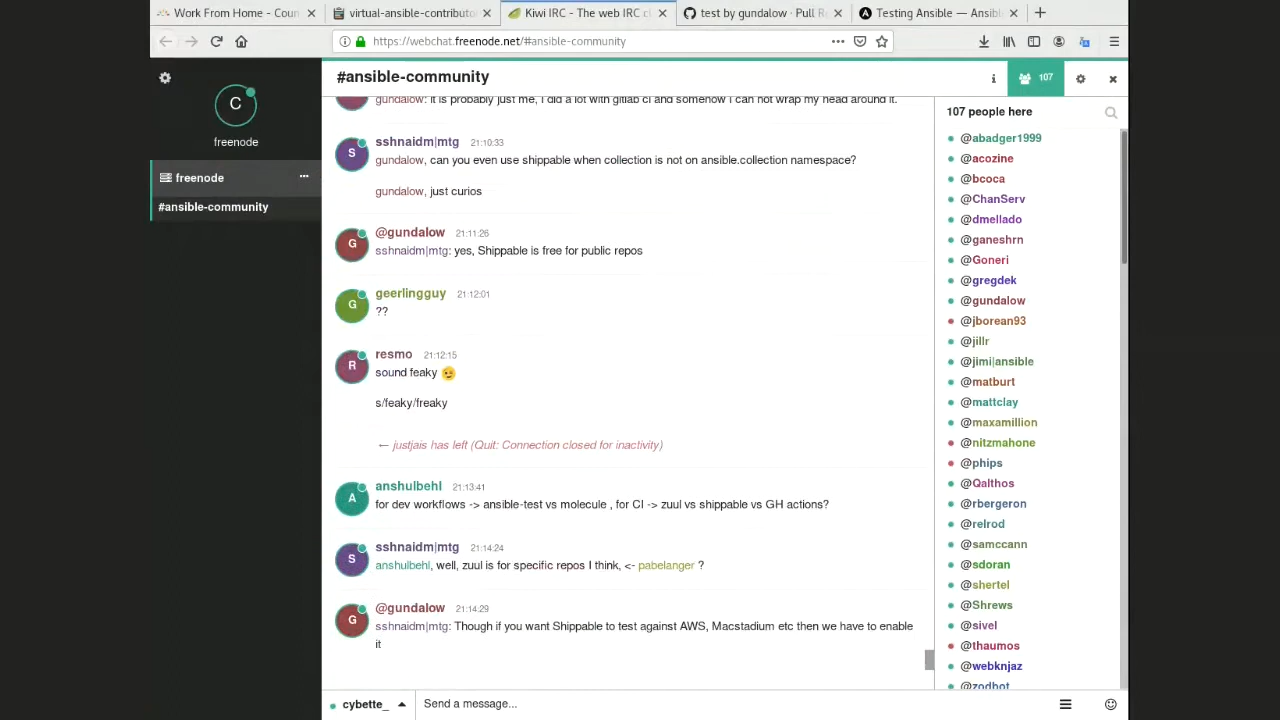 Work From Home - Coun
virtual-ansible-contributo
Kiwi IRC - The web IRC cl
test by gundalow · Pull Re
Testing Ansible — Ansibl
https://webchat.freenode.net/#ansible-community
C
freenode
freenode
#ansible-community
#ansible-community
107
gundalow: it is probably just me, I did a lot with gitlab ci and somehow I can not wrap my head around it.
S
sshnaidm|mtg 21:10:33
gundalow, can you even use shippable when collection is not on ansible.collection namespace?
gundalow, just curios
G
@gundalow 21:11:26
sshnaidm|mtg: yes, Shippable is free for public repos
G
geerlingguy 21:12:01
??
R
resmo 21:12:15
sound feaky
s/feaky/freaky
← justjais has left (Quit: Connection closed for inactivity)
A
anshulbehl 21:13:41
for dev workflows -> ansible-test vs molecule , for CI -> zuul vs shippable vs GH actions?
S
sshnaidm|mtg 21:14:24
anshulbehl, well, zuul is for specific repos I think, <- pabelanger ?
G
@gundalow 21:14:29
sshnaidm|mtg: Though if you want Shippable to test against AWS, Macstadium etc then we have to enable
it
cybette_
Send a message...
107 people here
@abadger1999
@acozine
@bcoca
@ChanServ
@dmellado
@ganeshrn
@Goneri
@gregdek
@gundalow
@jborean93
@jillr
@jimi|ansible
@matburt
@mattclay
@maxamillion
@nitzmahone
@phips
@Qalthos
@rbergeron
@relrod
@samccann
@sdoran
@shertel
@Shrews
@sivel
@thaumos
@webknjaz
@zodbot